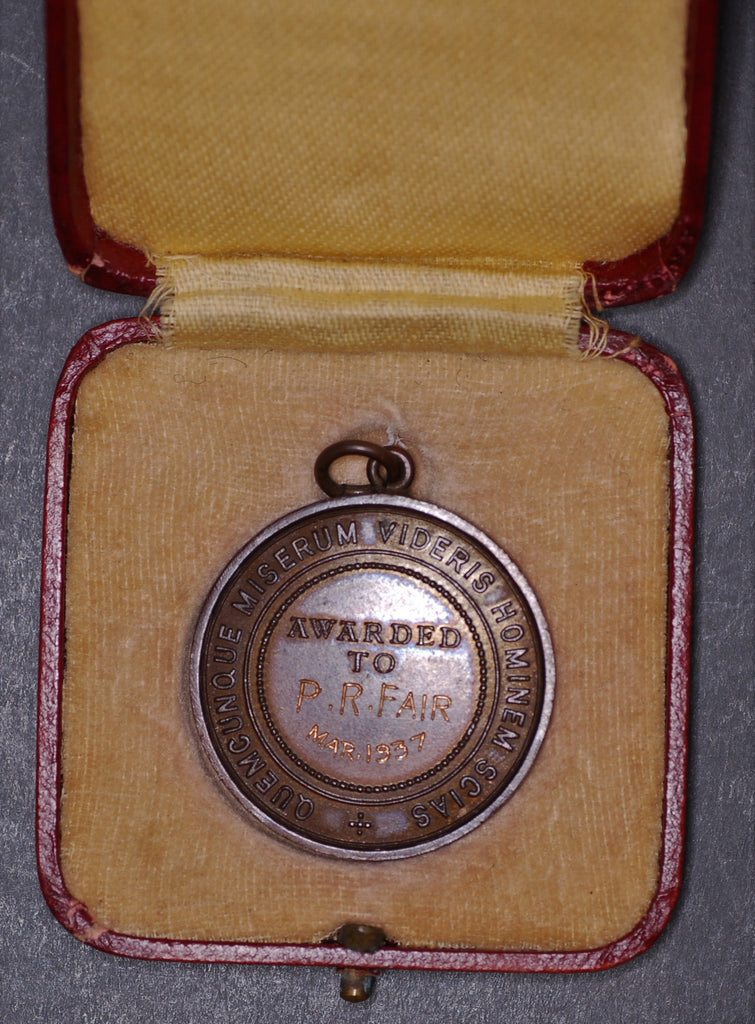 QUEMCUNQUE MISERUM VIDERIS HOMINEM SCIAS
AWARDED
TO
P.R.FAIR
MAR.1937